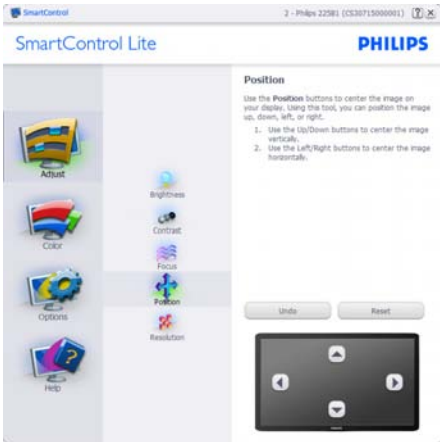 SmartControl
2 - Philips 225B1 (CS30715000001)
SmartControl Lite
PHILIPS
Adjust
Color
Options
Help
Brightness
Contrast
Focus
Position
Resolution
Position
Use the Position buttons to center the image on
your display. Using this tool, you can position the image
up, down, left, or right.
1. Use the Up/Down buttons to center the image
vertically.
2. Use the Left/Right buttons to center the image
horizontally.
Undo
Reset